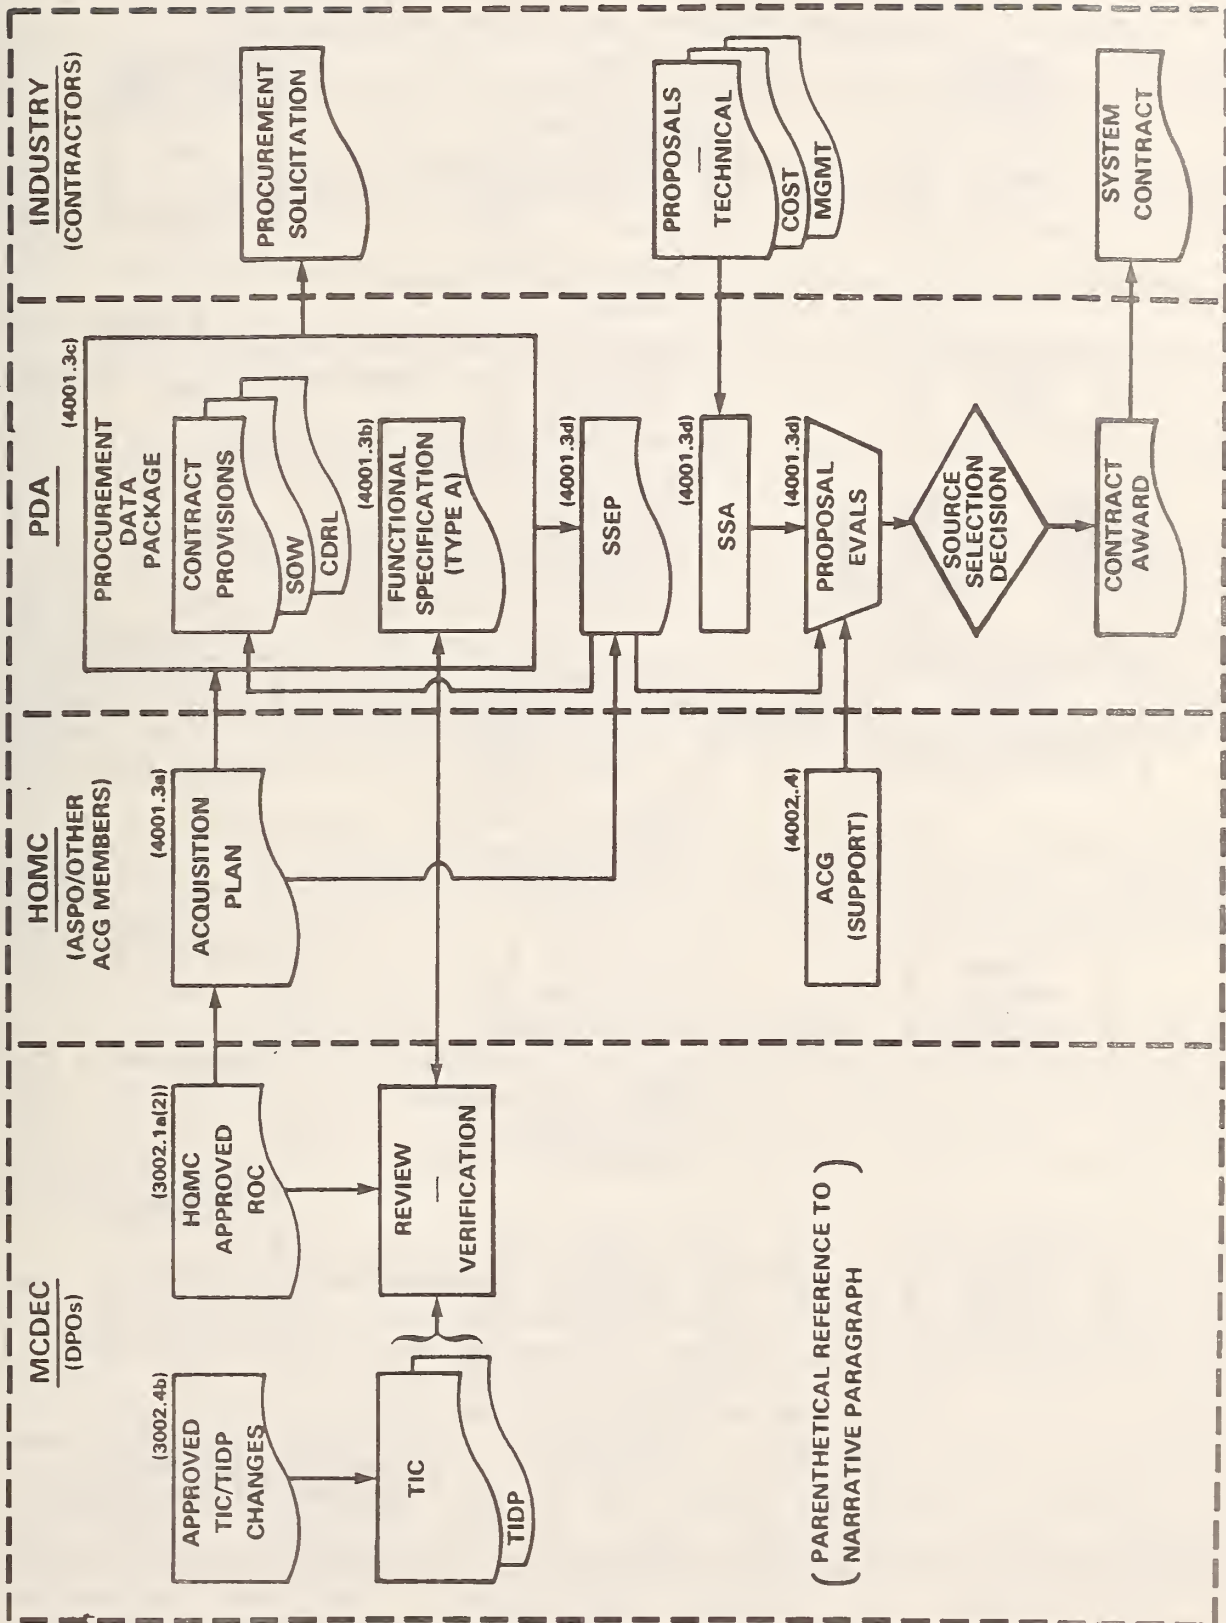 MCDEC
(DPOs)
(3002.4b)
APPROVED
TIC/TIDP
CHANGES
TIC
TIDP
(3002.1a(2))
HQMC
APPROVED
ROC
REVIEW
—
VERIFICATION
(PARENTHETICAL REFERENCE TO
NARRATIVE PARAGRAPH)
HQMC
(ASPO/OTHER
ACG MEMBERS)
(4001.3a)
ACQUISITION
PLAN
(4002.4)
ACG
(SUPPORT)
PDA
(4001.3c)
PROCUREMENT
DATA
PACKAGE
CONTRACT
PROVISIONS
SOW
CDRL
(4001.3b)
FUNCTIONAL
SPECIFICATION
(TYPE A)
(4001.3d)
SSEP
(4001.3d)
SSA
(4001.3d)
PROPOSAL
EVALS
SOURCE
SELECTION
DECISION
CONTRACT
AWARD
INDUSTRY
(CONTRACTORS)
PROCUREMENT
SOLICITATION
PROPOSALS
—
TECHNICAL
COST
MGMT
SYSTEM
CONTRACT